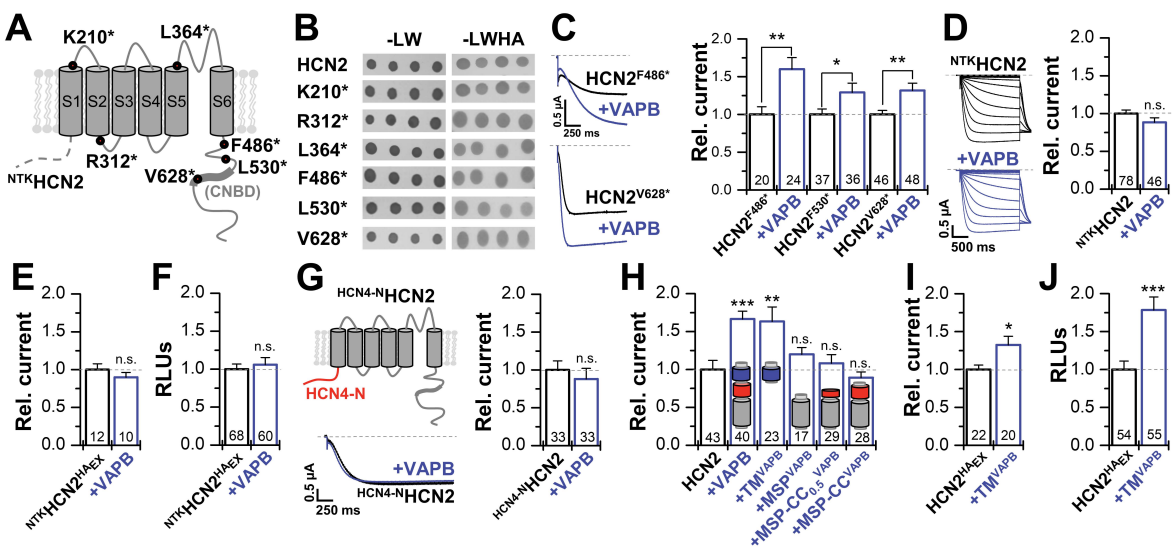 A
K210*
L364*
S1 S2 S3 S4 S5 S6
R312*
F486*
L530*
V628*
(CNBD)
NTKHCN2
B
-LW -LWHA
HCN2
K210*
R312*
L364*
F486*
L530*
V628*
C
HCN2F486*
+VAPB
0.5 µA
250 ms
HCN2V628*
+VAPB
Rel. current
2.0
1.5
1.0
0.5
0.0
** * **
20 24 37 36 46 48
HCN2F486*
+VAPB
HCN2F530*
+VAPB
HCN2V628*
+VAPB
D
NTKHCN2
+VAPB
0.5 µA
500 ms
Rel. current
2.0
1.5
1.0
0.5
0.0
n.s.
78 46
NTKHCN2
+VAPB
E
Rel. current
2.0
1.5
1.0
0.5
0.0
n.s.
12 10
NTKHCN2HAEX
+VAPB
F
RLUs
2.0
1.5
1.0
0.5
0.0
n.s.
68 60
NTKHCN2HAEX
+VAPB
G
HCN4-NHCN2
HCN4-N
+VAPB
HCN4-NHCN2
0.5 µA
250 ms
Rel. current
2.0
1.5
1.0
0.5
0.0
n.s.
33 33
HCN4-NHCN2
+VAPB
H
Rel. current
2.0
1.5
1.0
0.5
0.0
*** ** n.s. n.s. n.s.
43 40 23 17 29 28
HCN2
+VAPB
+TMVAPB
+MSPVAPB
+MSP-CC0.5VAPB
+MSP-CCVAPB
I
Rel. current
2.0
1.5
1.0
0.5
0.0
*
22 20
HCN2HAEX
+TMVAPB
J
RLUs
2.0
1.5
1.0
0.5
0.0
***
54 55
HCN2HAEX
+TMVAPB